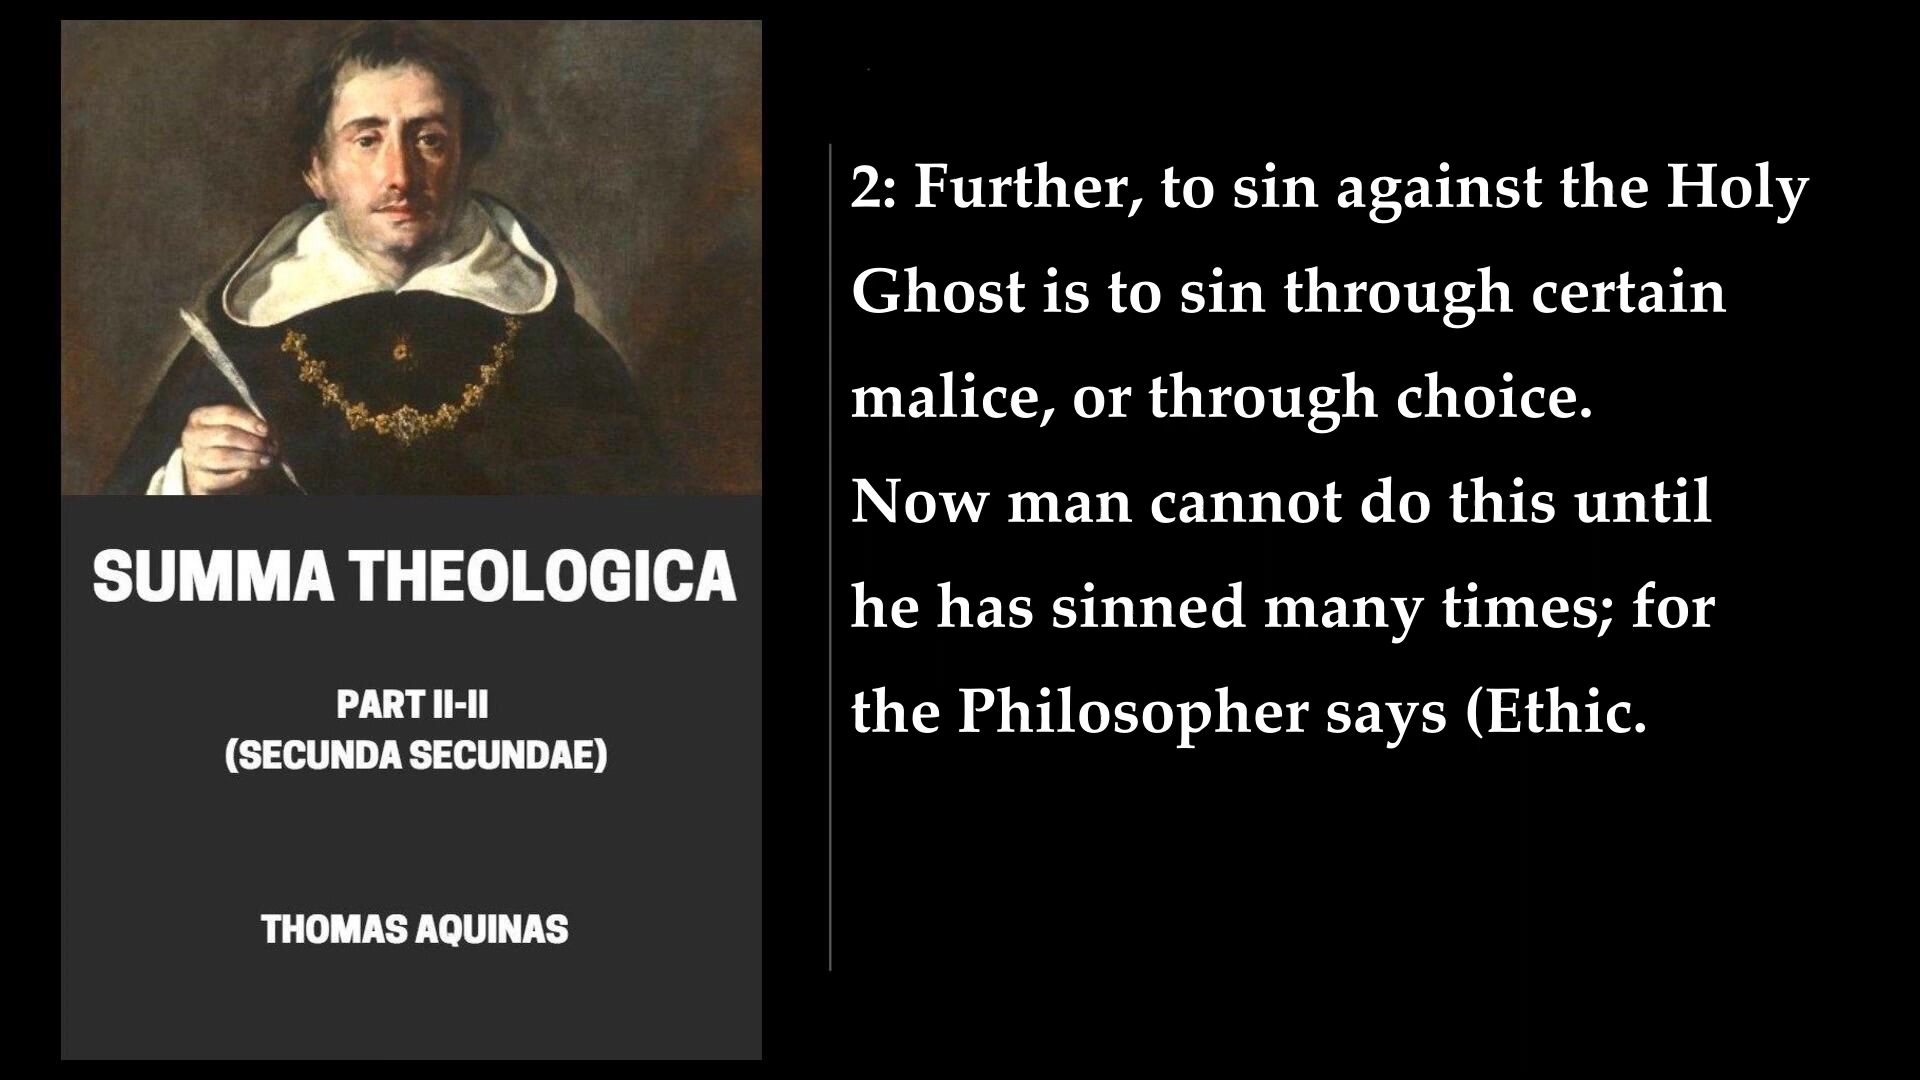 SUMMA THEOLOGICA
PART II-II
(SECUNDA SECUNDAE)
THOMAS AQUINAS
2: Further, to sin against the Holy
Ghost is to sin through certain
malice, or through choice.
Now man cannot do this until
he has sinned many times; for
the Philosopher says (Ethic.